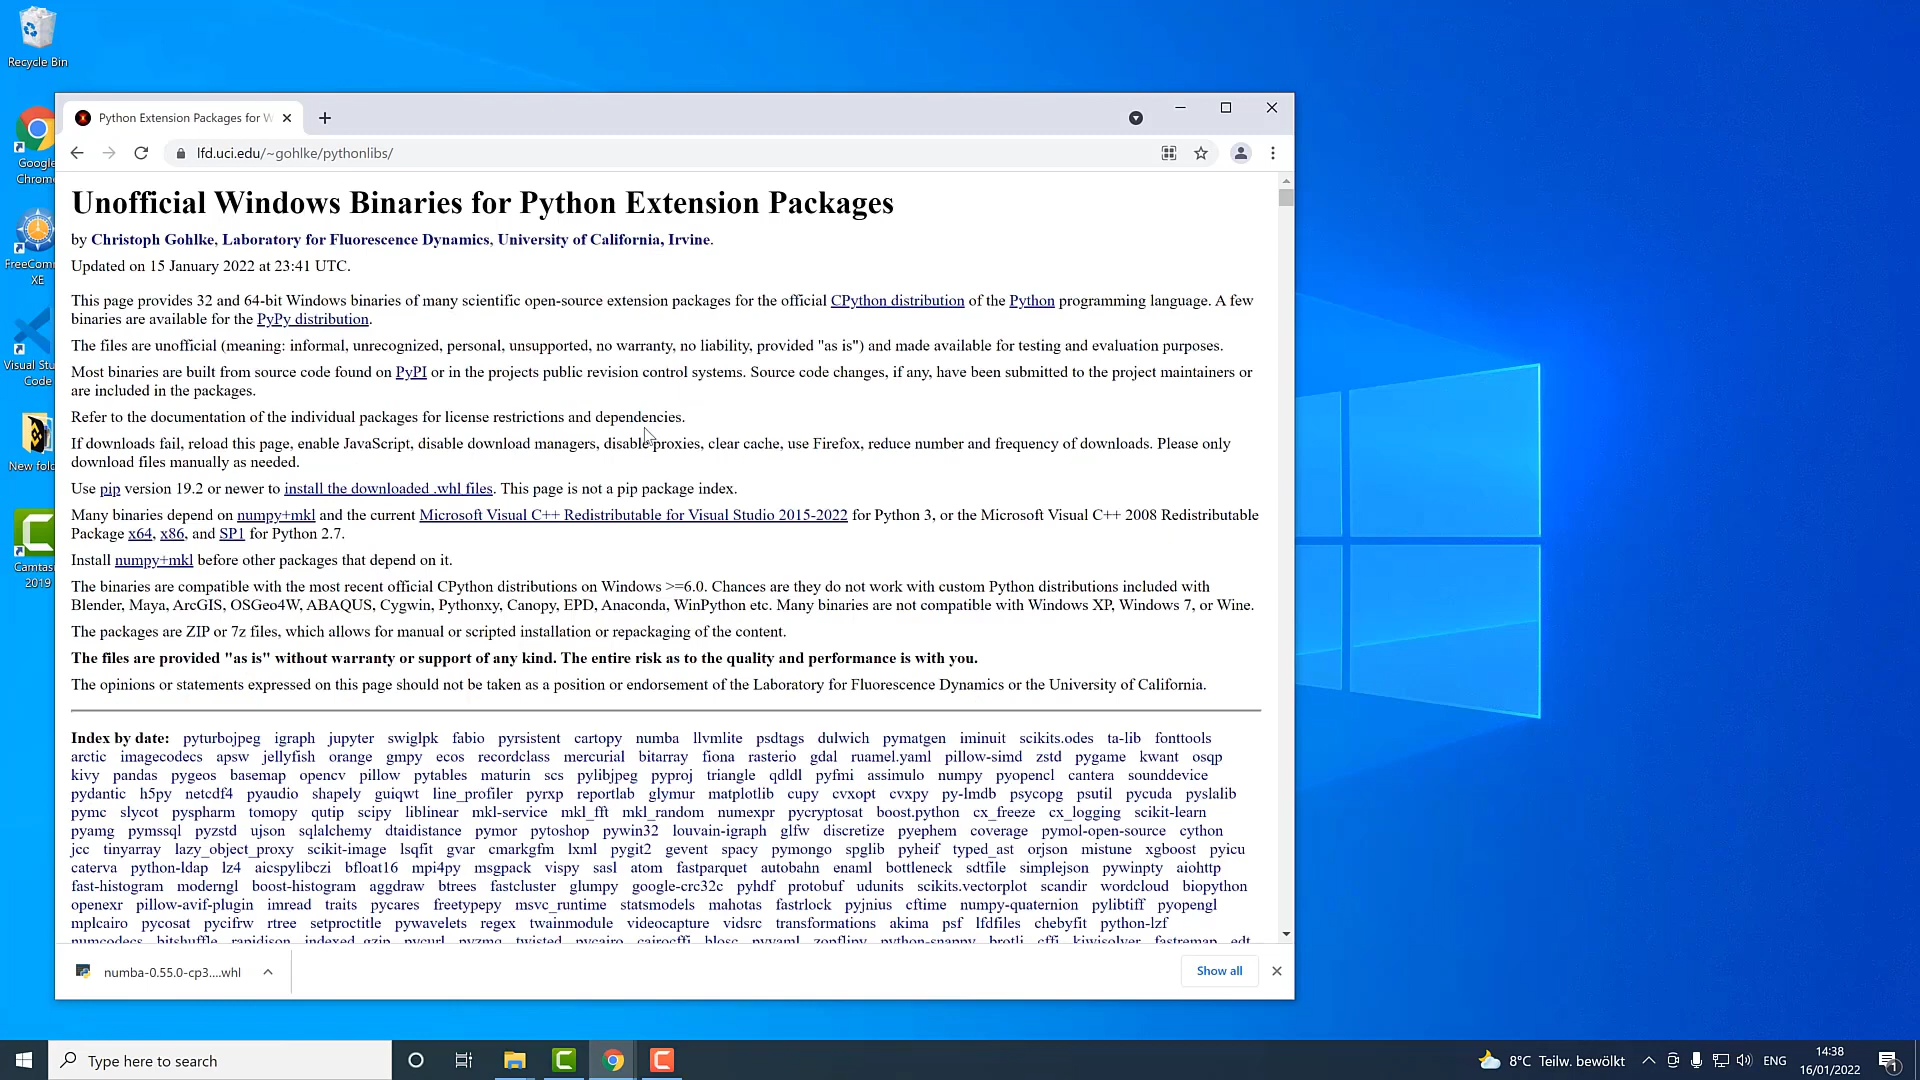 Recycle Bin
Python Extension Packages for W
lfd.uci.edu/~gohlke/pythonlibs/
Google Chrome
FreeCom XE
Visual Stu Code
New fold
Camtas 2019
Unofficial Windows Binaries for Python Extension Packages
by Christoph Gohlke, Laboratory for Fluorescence Dynamics, University of California, Irvine.
Updated on 15 January 2022 at 23:41 UTC.
This page provides 32 and 64-bit Windows binaries of many scientific open-source extension packages for the official CPython distribution of the Python programming language. A few
binaries are available for the PyPy distribution.
The files are unofficial (meaning: informal, unrecognized, personal, unsupported, no warranty, no liability, provided "as is") and made available for testing and evaluation purposes.
Most binaries are built from source code found on PyPI or in the projects public revision control systems. Source code changes, if any, have been submitted to the project maintainers or
are included in the packages.
Refer to the documentation of the individual packages for license restrictions and dependencies.
If downloads fail, reload this page, enable JavaScript, disable download managers, disable proxies, clear cache, use Firefox, reduce number and frequency of downloads. Please only
download files manually as needed.
Use pip version 19.2 or newer to install the downloaded .whl files. This page is not a pip package index.
Many binaries depend on numpy+mkl and the current Microsoft Visual C++ Redistributable for Visual Studio 2015-2022 for Python 3, or the Microsoft Visual C++ 2008 Redistributable
Package x64, x86, and SP1 for Python 2.7.
Install numpy+mkl before other packages that depend on it.
The binaries are compatible with the most recent official CPython distributions on Windows >=6.0. Chances are they do not work with custom Python distributions included with
Blender, Maya, ArcGIS, OSGeo4W, ABAQUS, Cygwin, Pythonxy, Canopy, EPD, Anaconda, WinPython etc. Many binaries are not compatible with Windows XP, Windows 7, or Wine.
The packages are ZIP or 7z files, which allows for manual or scripted installation or repackaging of the content.
The files are provided "as is" without warranty or support of any kind. The entire risk as to the quality and performance is with you.
The opinions or statements expressed on this page should not be taken as a position or endorsement of the Laboratory for Fluorescence Dynamics or the University of California.
Index by date: pyturbojpeg igraph jupyter swiglpk fabio pyrsistent cartopy numba llvmlite psdtags dulwich pymatgen iminuit scikits.odes ta-lib fonttools
arctic imagecodecs apsw jellyfish orange gmpy ecos recordclass mercurial bitarray fiona rasterio gdal ruamel.yaml pillow-simd zstd pygame kwant osqp
kivy pandas pygeos basemap opencv pillow pytables maturin scs pylibjpeg pyproj triangle qdldl pyfmi assimulo numpy pyopencl cantera sounddevice
pydantic h5py netcdf4 pyaudio shapely guiqwt line_profiler pyrxp reportlab glymur matplotlib cupy cvxopt cvxpy py-lmdb psycopg psutil pycuda pyslalib
pymc slycot pyspharm tomopy qutip scipy liblinear mkl-service mkl_fft mkl_random numexpr pycryptosat boost.python cx_freeze cx_logging scikit-learn
pyamg pymssql pyzstd ujson sqlalchemy dtaidistance pymor pytoshop pywin32 louvain-igraph glfw discretize pyephem coverage pymol-open-source cython
jcc tinyarray lazy_object_proxy scikit-image lsqfit gvar cmarkgfm lxml pygit2 gevent spacy pymongo spglib pyheif typed_ast orjson mistune xgboost pyicu
caterva python-ldap lz4 aicspylibczi bfloat16 mpi4py msgpack vispy sasl atom fastparquet autobahn enaml bottleneck sdtfile simplejson pywinpty aiohttp
fast-histogram moderngl boost-histogram aggdraw btrees fastcluster glumpy google-crc32c pyhdf protobuf udunits scikits.vectorplot scandir wordcloud biopython
openexr pillow-avif-plugin imread traits pycares freetypepy msvc_runtime statsmodels mahotas fastrlock pyjnius cftime numpy-quaternion pylibtiff pyopengl
mplcairo pycosat pycifrw rtree setproctitle pywavelets regex twainmodule videocapture vidsrc transformations akima psf lfdfiles chebyfit python-lzf
numcodecs bitshuffle rapidjson indexed_gzip pycurl pyzmq twisted pycairo cairocffi blosc pyyaml zopflipy python-snappy brotli cffi kiwisolver fastremap edt
numba-0.55.0-cp3....whl
Show all
Type here to search
8°C Teilw. bewölkt
ENG
14:38
16/01/2022
1